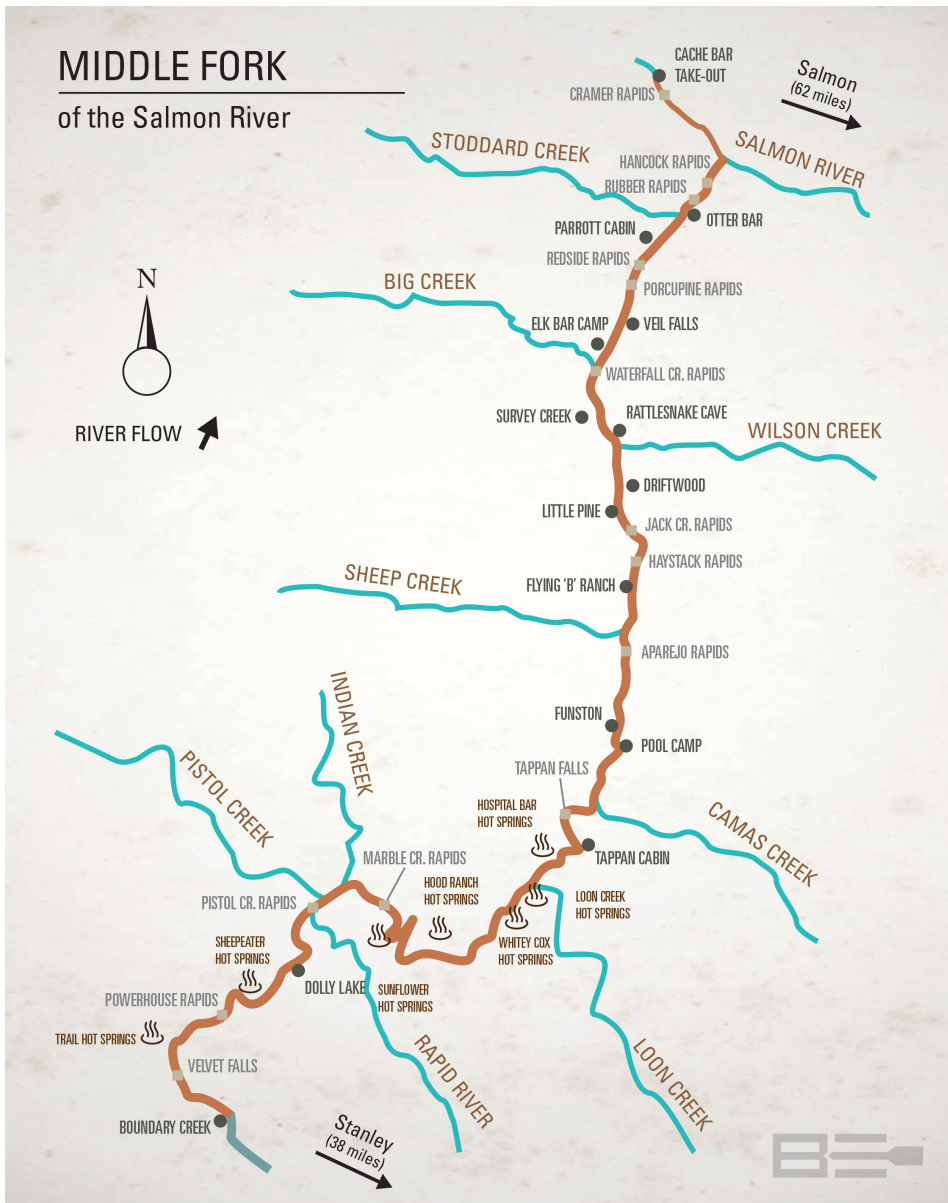 MIDDLE FORK
of the Salmon River
CACHE BAR
TAKE-OUT
Salmon
(62 miles)
CRAMER RAPIDS
STODDARD CREEK
SALMON RIVER
HANCOCK RAPIDS
RUBBER RAPIDS
OTTER BAR
PARROTT CABIN
REDSIDE RAPIDS
N
BIG CREEK
PORCUPINE RAPIDS
ELK BAR CAMP
VEIL FALLS
WATERFALL CR. RAPIDS
RIVER FLOW
SURVEY CREEK
RATTLESNAKE CAVE
WILSON CREEK
DRIFTWOOD
LITTLE PINE
JACK CR. RAPIDS
HAYSTACK RAPIDS
SHEEP CREEK
FLYING 'B' RANCH
APAREJO RAPIDS
INDIAN CREEK
FUNSTON
POOL CAMP
PISTOL CREEK
TAPPAN FALLS
HOSPITAL BAR
HOT SPRINGS
CAMAS CREEK
MARBLE CR. RAPIDS
TAPPAN CABIN
HOOD RANCH
HOT SPRINGS
PISTOL CR. RAPIDS
LOON CREEK
HOT SPRINGS
SHEEPEATER
HOT SPRINGS
WHITEY COX
HOT SPRINGS
DOLLY LAKE
SUNFLOWER
HOT SPRINGS
POWERHOUSE RAPIDS
TRAIL HOT SPRINGS
VELVET FALLS
RAPID RIVER
LOON CREEK
BOUNDARY CREEK
Stanley
(38 miles)
BE